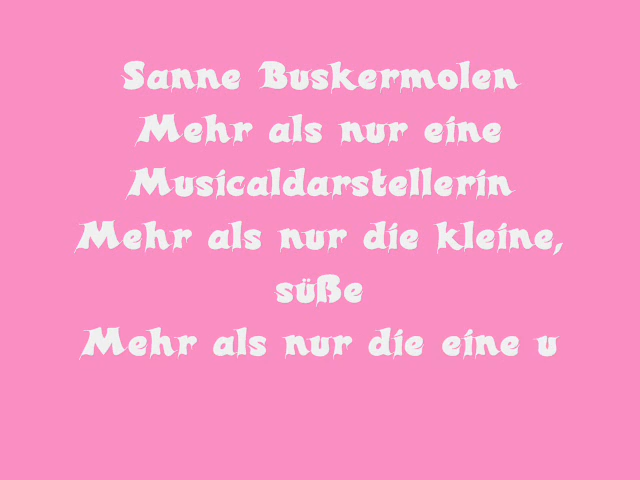 Sanne Buskermolen
Mehr als nur eine
Musicaldarstellerin
Mehr als nur die kleine,
süße
Mehr als nur die eine u